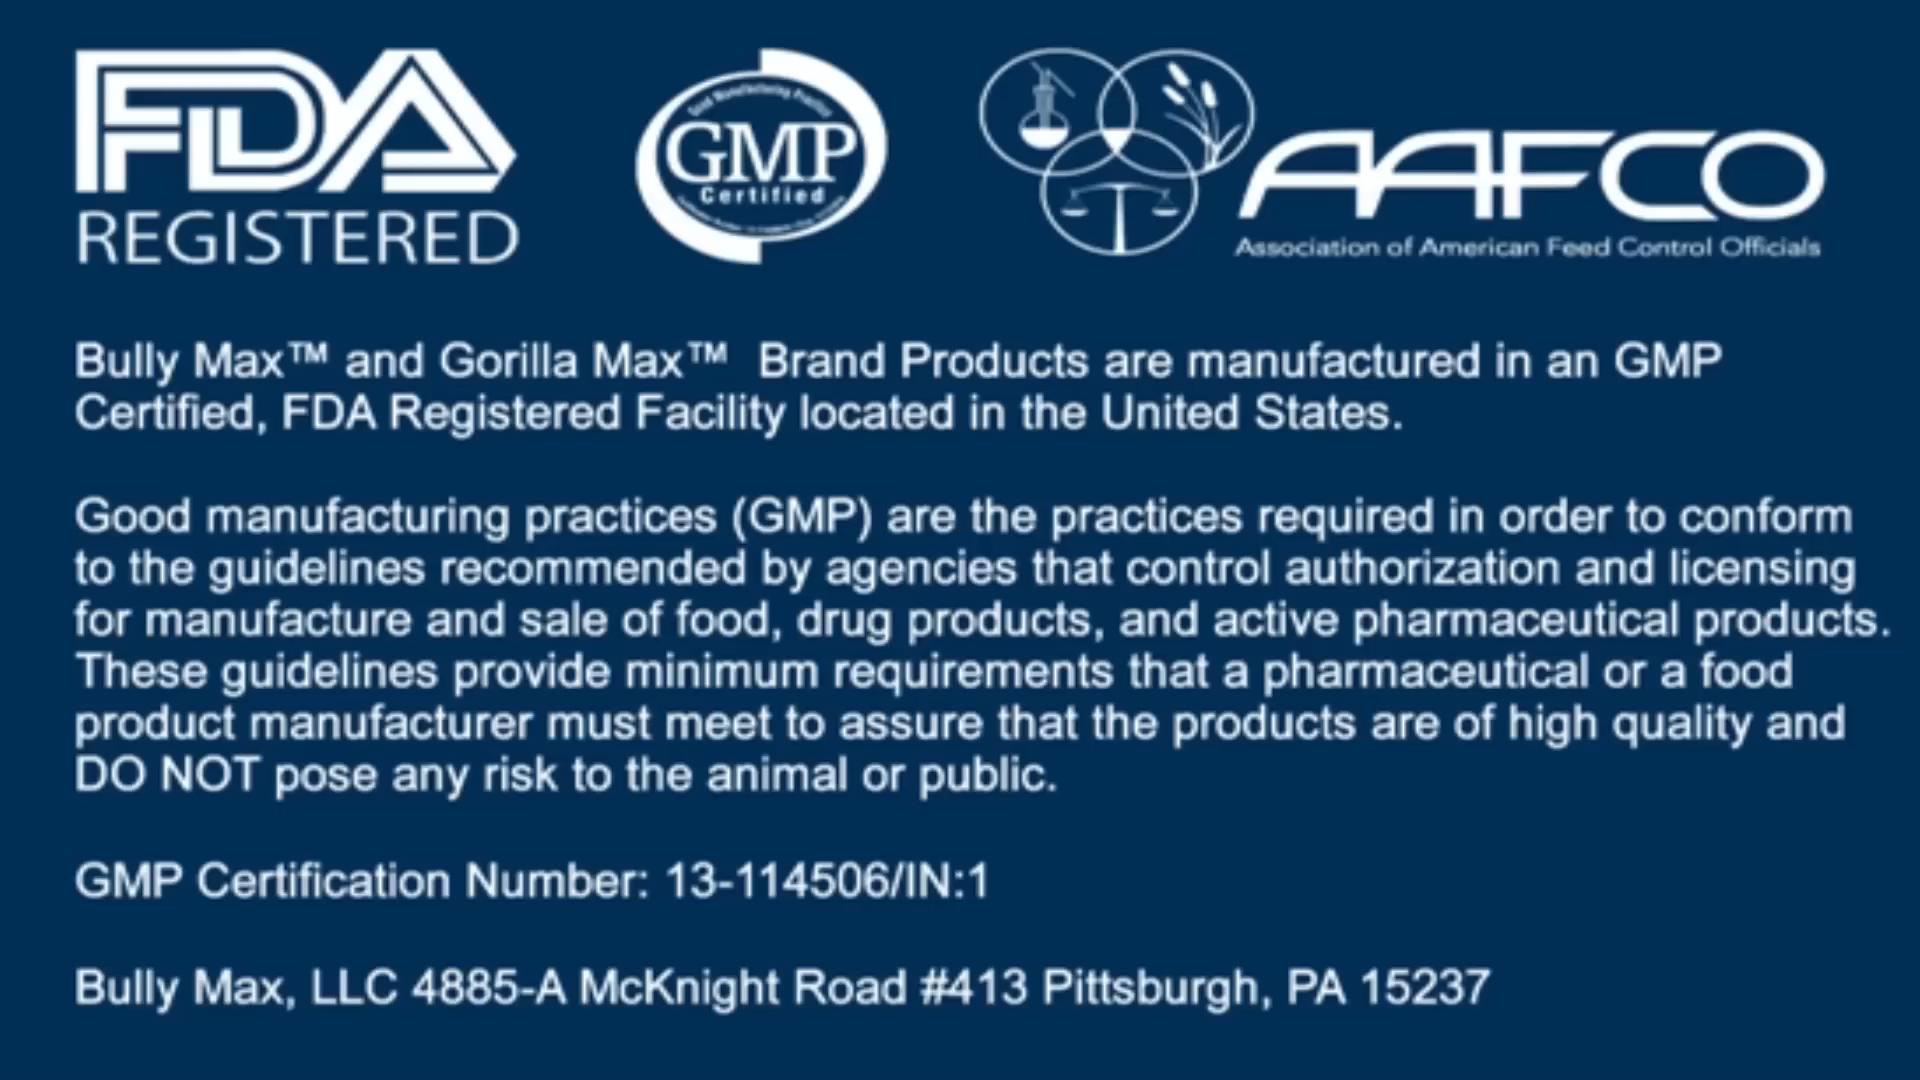 FDA
REGISTERED
Good Manufacturing Practice
GMP
Certified
AAFCO
Association of American Feed Control Officials
Bully Max™ and Gorilla Max™ Brand Products are manufactured in an GMP
Certified, FDA Registered Facility located in the United States.
Good manufacturing practices (GMP) are the practices required in order to conform
to the guidelines recommended by agencies that control authorization and licensing
for manufacture and sale of food, drug products, and active pharmaceutical products.
These guidelines provide minimum requirements that a pharmaceutical or a food
product manufacturer must meet to assure that the products are of high quality and
DO NOT pose any risk to the animal or public.
GMP Certification Number: 13-114506/IN:1
Bully Max, LLC 4885-A McKnight Road #413 Pittsburgh, PA 15237